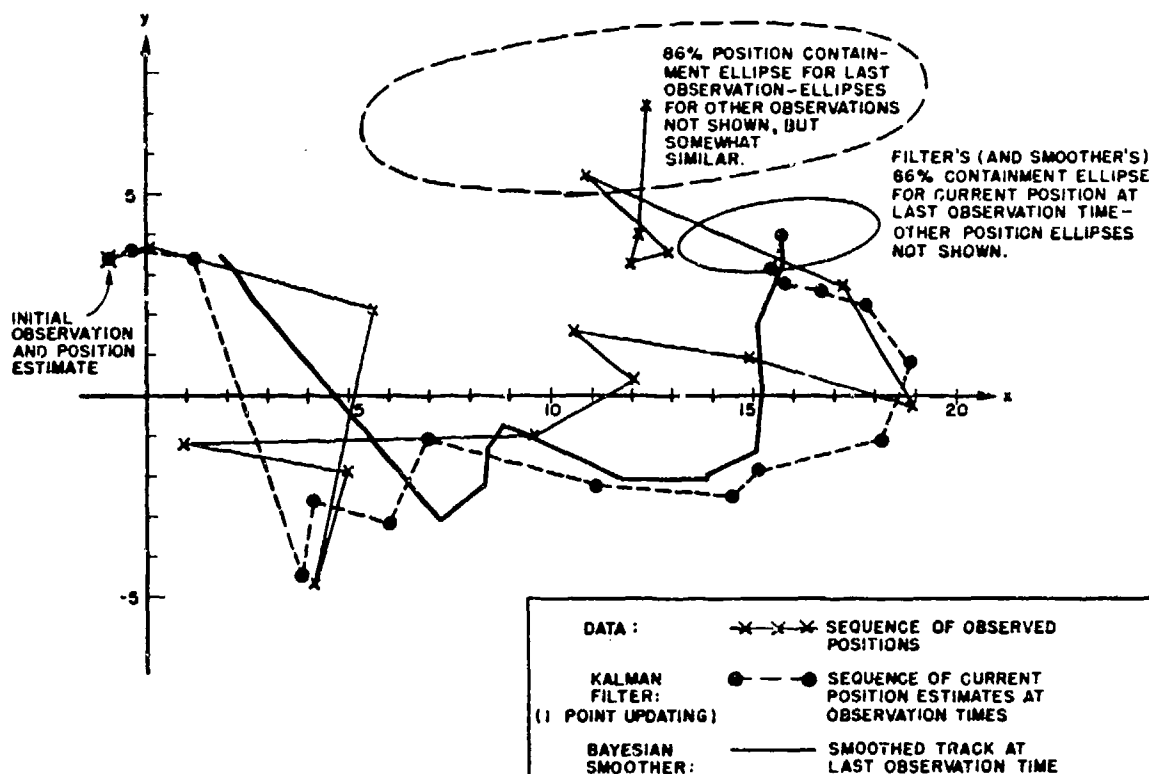 y
86% POSITION CONTAIN-
MENT ELLIPSE FOR LAST
OBSERVATION-ELLIPSES
FOR OTHER OBSERVATIONS
NOT SHOWN, BUT
SOMEWHAT
SIMILAR.
FILTER'S (AND SMOOTHER'S)
86% CONTAINMENT ELLIPSE
FOR CURRENT POSITION AT
LAST OBSERVATION TIME-
OTHER POSITION ELLIPSES
NOT SHOWN.
5
INITIAL
OBSERVATION
AND POSITION
ESTIMATE
5 10 15 20 x
-5
DATA: SEQUENCE OF OBSERVED
POSITIONS
KALMAN SEQUENCE OF CURRENT
FILTER: POSITION ESTIMATES AT
(1 POINT UPDATING) OBSERVATION TIMES
BAYESIAN SMOOTHED TRACK AT
SMOOTHER: LAST OBSERVATION TIME